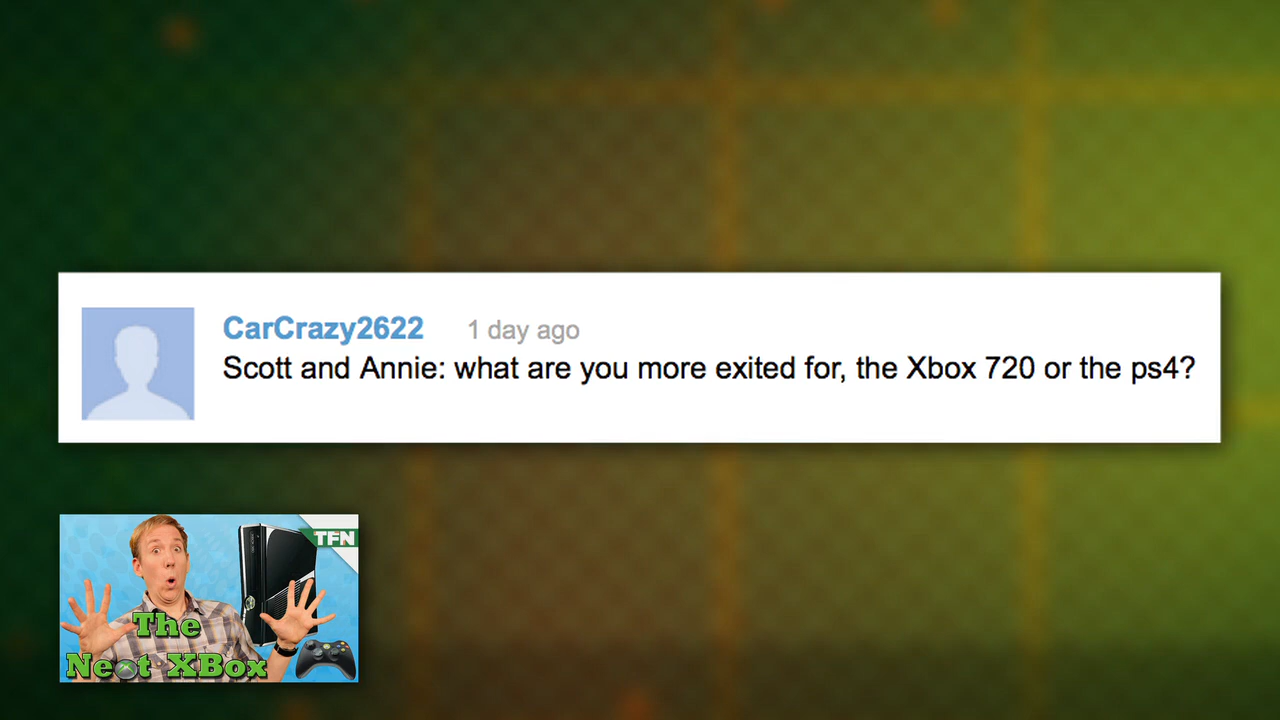 CarCrazy2622 1 day ago
Scott and Annie: what are you more exited for, the Xbox 720 or the ps4?
TFN
The
Next XBox